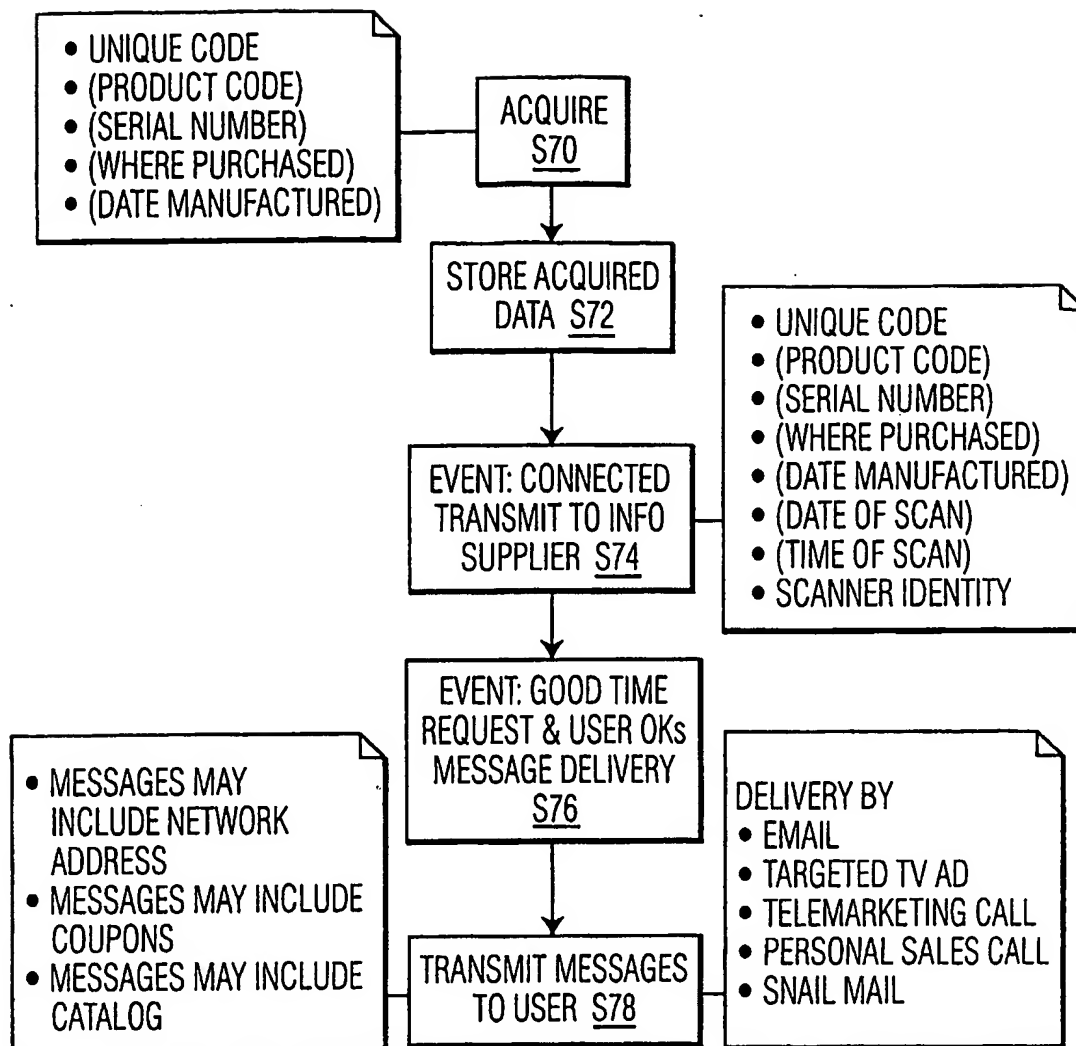 • UNIQUE CODE
• (PRODUCT CODE)
• (SERIAL NUMBER)
• (WHERE PURCHASED)
• (DATE MANUFACTURED)
ACQUIRE
S70
STORE ACQUIRED
DATA S72
• UNIQUE CODE
• (PRODUCT CODE)
• (SERIAL NUMBER)
• (WHERE PURCHASED)
• (DATE MANUFACTURED)
• (DATE OF SCAN)
• (TIME OF SCAN)
• SCANNER IDENTITY
EVENT: CONNECTED
TRANSMIT TO INFO
SUPPLIER S74
EVENT: GOOD TIME
REQUEST & USER OKs
MESSAGE DELIVERY
S76
• MESSAGES MAY
INCLUDE NETWORK
ADDRESS
• MESSAGES MAY INCLUDE
COUPONS
• MESSAGES MAY INCLUDE
CATALOG
TRANSMIT MESSAGES
TO USER S78
DELIVERY BY
• EMAIL
• TARGETED TV AD
• TELEMARKETING CALL
• PERSONAL SALES CALL
• SNAIL MAIL